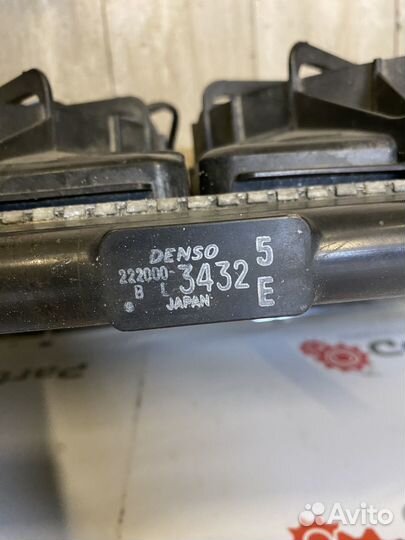 DENSO
222000-3432 5
B L E
JAPAN
Avito